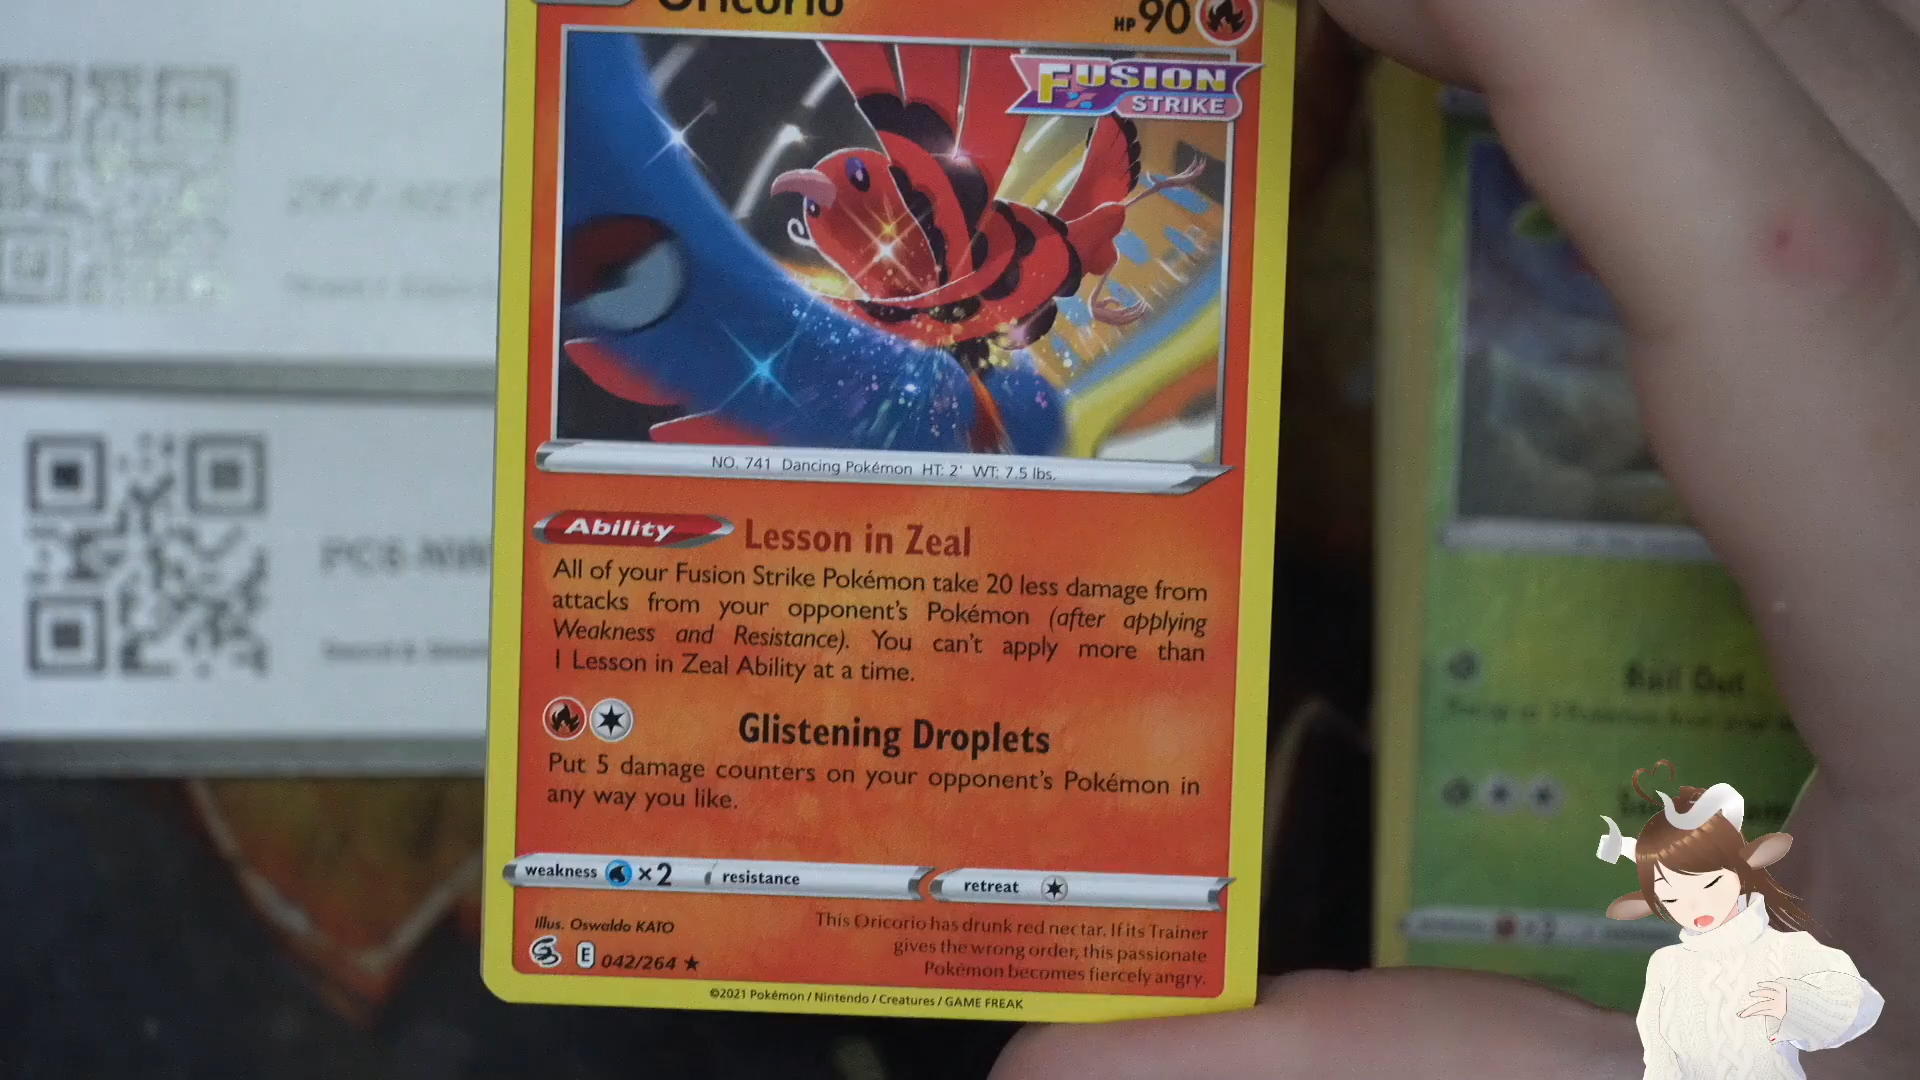 Oricorio
HP 90
FUSION
STRIKE
NO. 741 Dancing Pokémon HT: 2' WT: 7.5 lbs.
Ability Lesson in Zeal
All of your Fusion Strike Pokémon take 20 less damage from
attacks from your opponent's Pokémon (after applying
Weakness and Resistance). You can't apply more than
1 Lesson in Zeal Ability at a time.
Glistening Droplets
Put 5 damage counters on your opponent's Pokémon in
any way you like.
weakness ×2 resistance retreat
Illus. Oswaldo KATO
E 042/264 ★
This Oricorio has drunk red nectar. If its Trainer
gives the wrong order, this passionate
Pokémon becomes fiercely angry.
©2021 Pokémon / Nintendo / Creatures / GAME FREAK
Bail Out